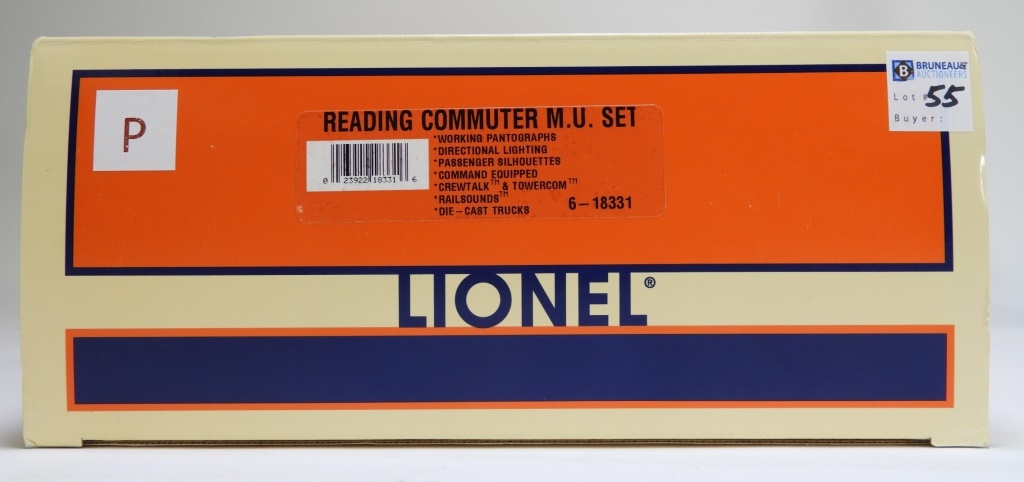 P
READING COMMUTER M.U. SET
*WORKING PANTOGRAPHS
*DIRECTIONAL LIGHTING
*PASSENGER SILHOUETTES
*COMMAND EQUIPPED
*CREWTALK™ & TOWERCOM™
*RAILSOUNDS™
*DIE-CAST TRUCKS 6-18331
0 23922 18331 6
BRUNEAU&
AUCTIONEERS
Lot # 55
Buyer:
LIONEL®